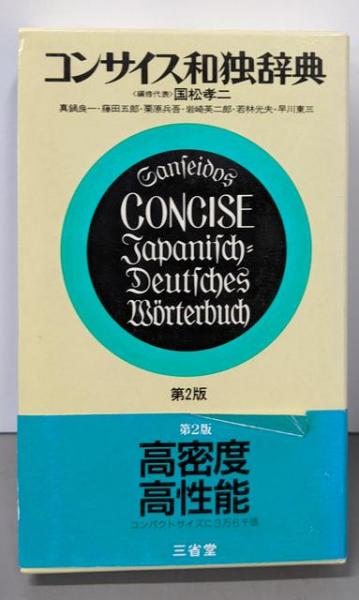 コンサイス和独辞典
〈編修代表〉国松孝二
真鍋良一・藤田五郎・栗原兵吾・岩崎英二郎・若林光夫・早川東三
Sanſeidos
CONCISE
Japaniſch=
Deutſches
Wörterbuch
第2版
第2版
高密度
高性能
コンパクトサイズに3万6千語
三省堂